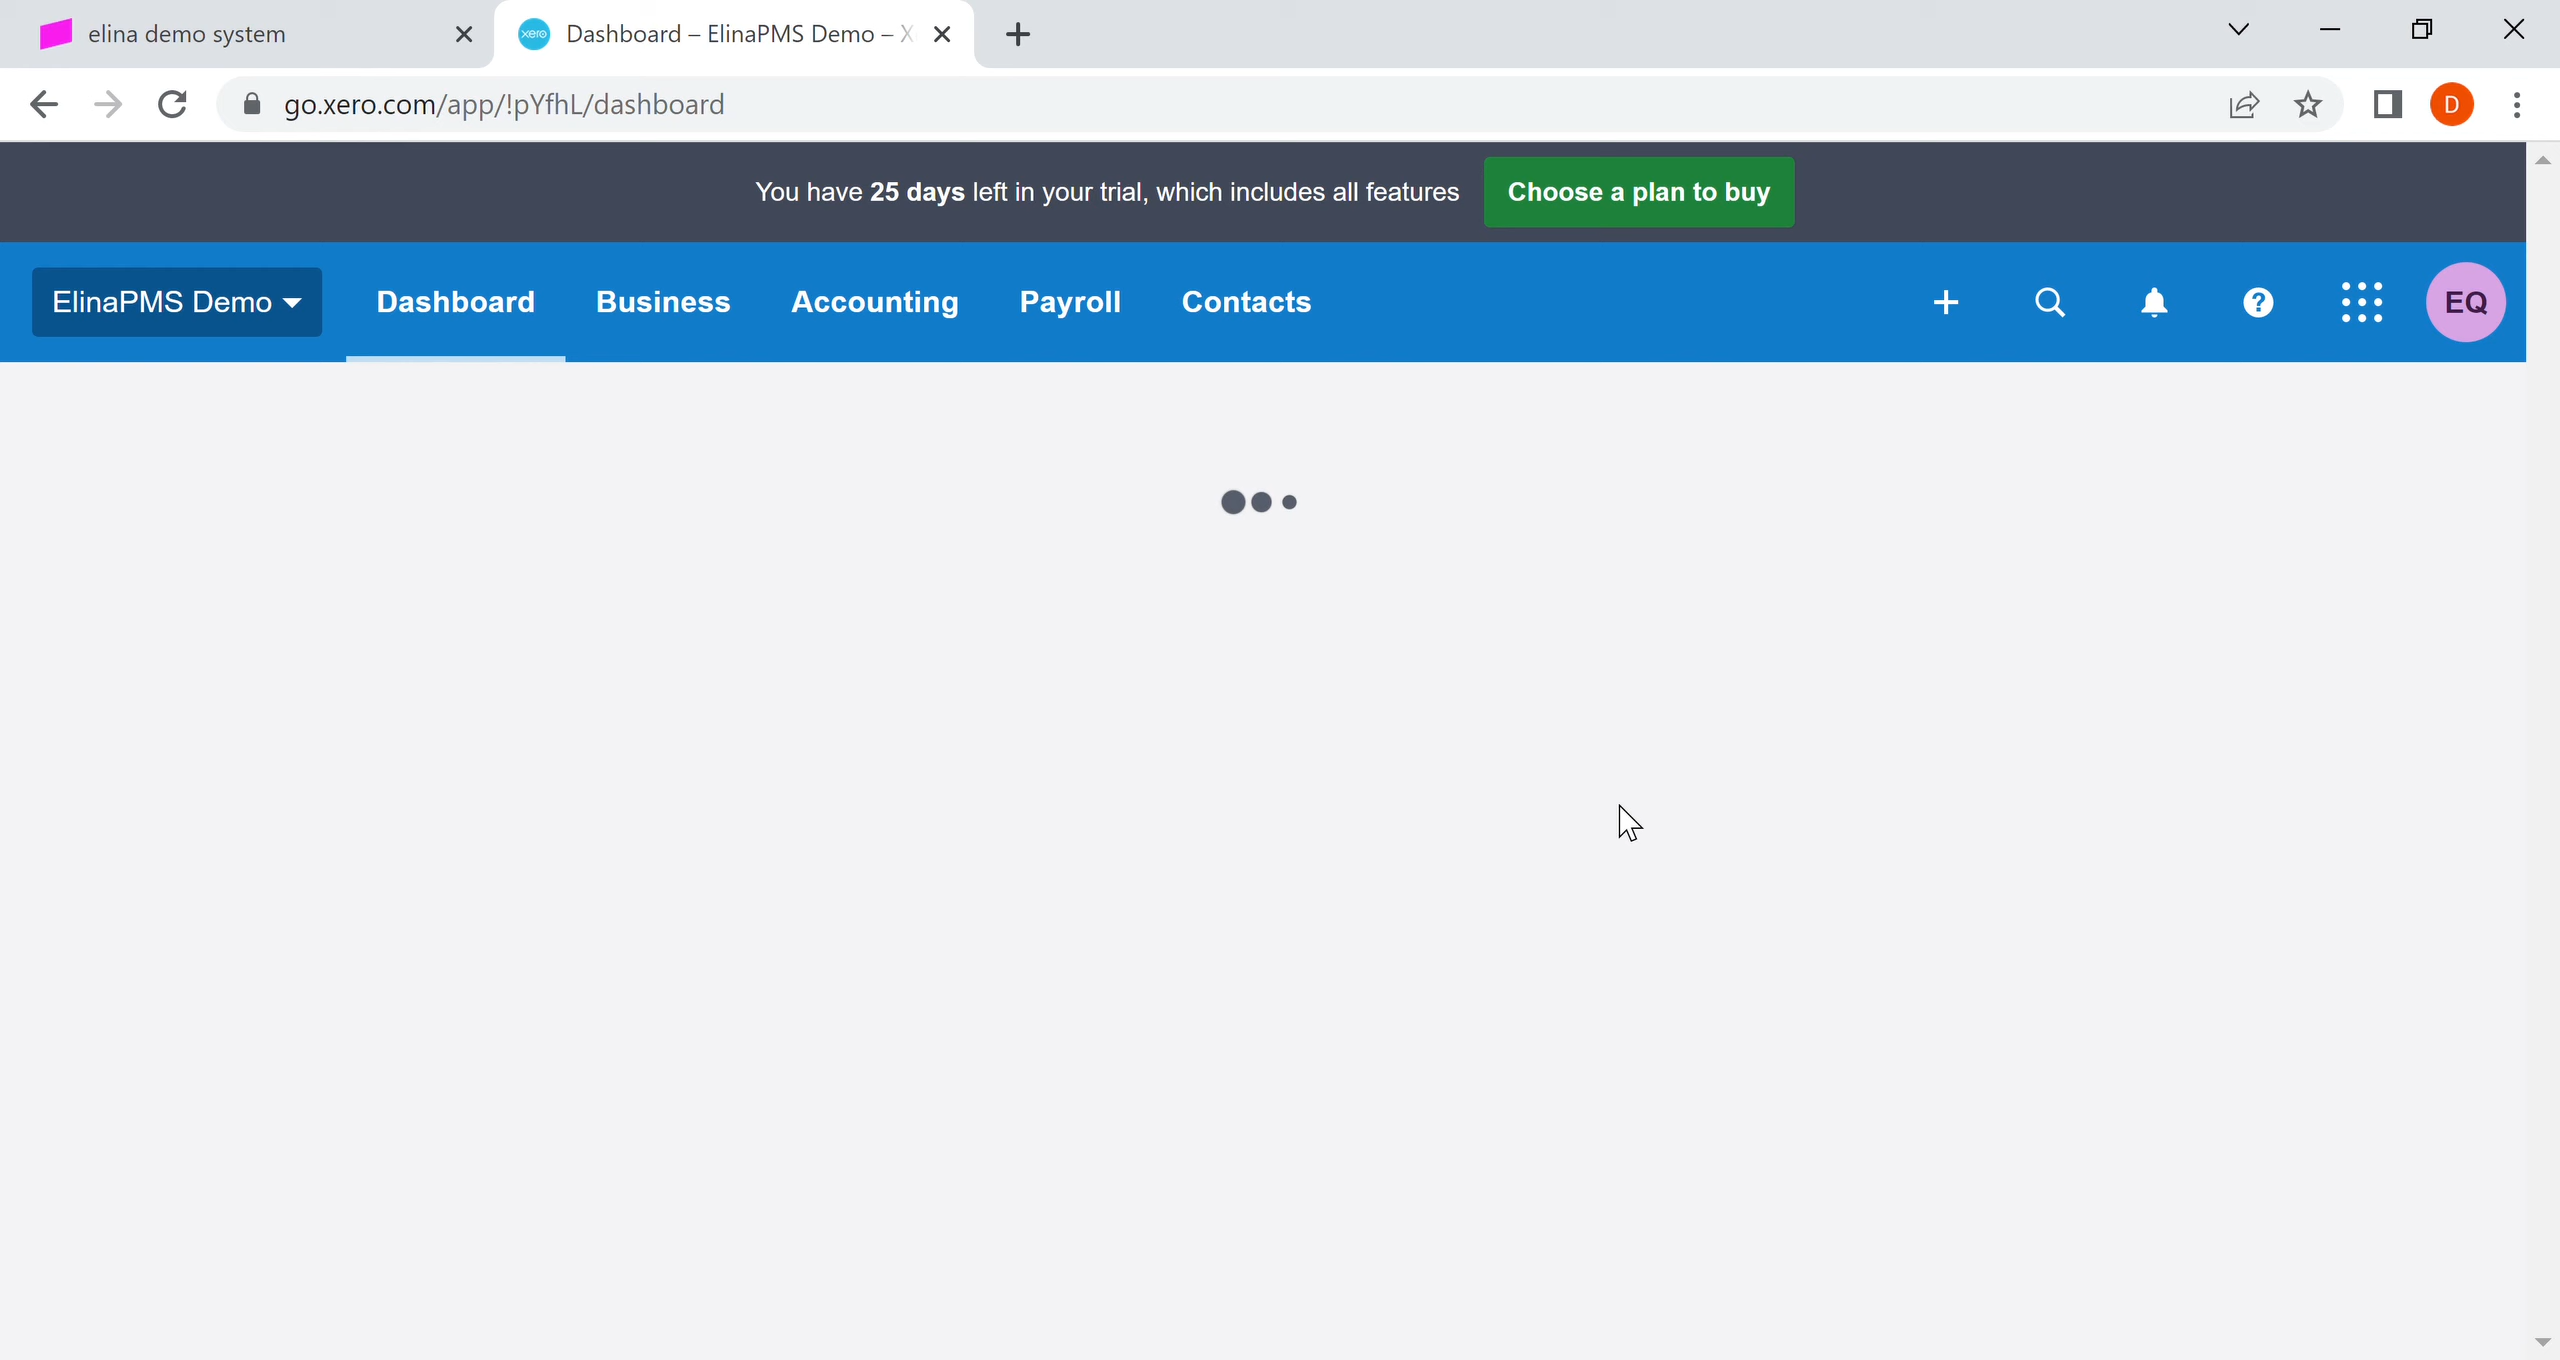 elina demo system
xero
Dashboard – ElinaPMS Demo – X
go.xero.com/app/!pYfhL/dashboard
D
You have 25 days left in your trial, which includes all features
Choose a plan to buy
ElinaPMS Demo
Dashboard
Business
Accounting
Payroll
Contacts
?
EQ